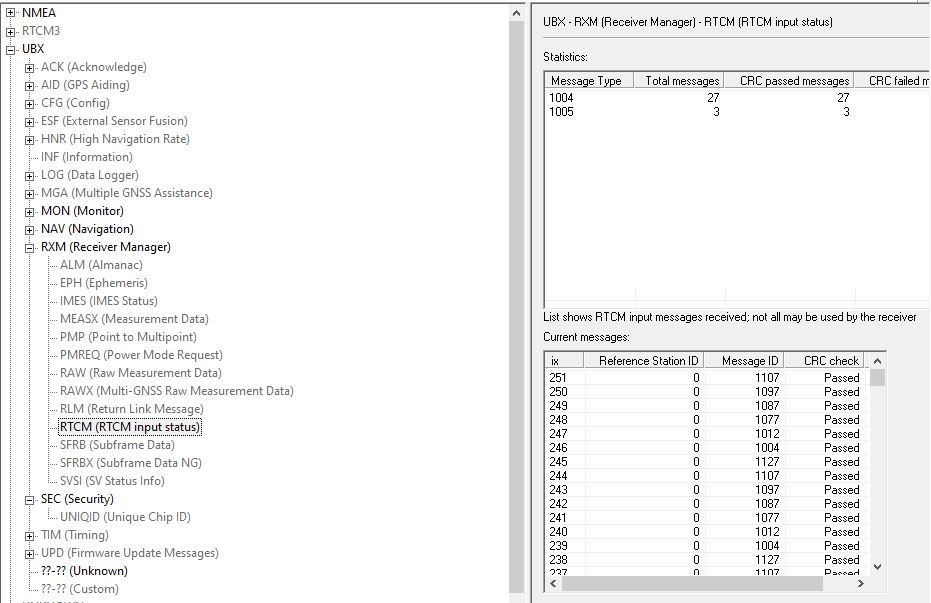 NMEA
RTCM3
UBX
ACK (Acknowledge)
AID (GPS Aiding)
CFG (Config)
ESF (External Sensor Fusion)
HNR (High Navigation Rate)
INF (Information)
LOG (Data Logger)
MGA (Multiple GNSS Assistance)
MON (Monitor)
NAV (Navigation)
RXM (Receiver Manager)
ALM (Almanac)
EPH (Ephemeris)
IMES (IMES Status)
MEASX (Measurement Data)
PMP (Point to Multipoint)
PMREQ (Power Mode Request)
RAW (Raw Measurement Data)
RAWX (Multi-GNSS Raw Measurement Data)
RLM (Return Link Message)
RTCM (RTCM input status)
SFRB (Subframe Data)
SFRBX (Subframe Data NG)
SVSI (SV Status Info)
SEC (Security)
UNIQID (Unique Chip ID)
TIM (Timing)
UPD (Firmware Update Messages)
??-?? (Unknown)
??-?? (Custom)
UBX - RXM (Receiver Manager) - RTCM (RTCM input status)
Statistics:
Message Type Total messages CRC passed messages CRC failed m
1004 27 27
1005 3 3
List shows RTCM input messages received; not all may be used by the receiver
Current messages:
ix Reference Station ID Message ID CRC check
251 0 1107 Passed
250 0 1097 Passed
249 0 1087 Passed
248 0 1077 Passed
247 0 1012 Passed
246 0 1004 Passed
245 0 1127 Passed
244 0 1107 Passed
243 0 1097 Passed
242 0 1087 Passed
241 0 1077 Passed
240 0 1012 Passed
239 0 1004 Passed
238 0 1127 Passed
237 0 1107 Passed